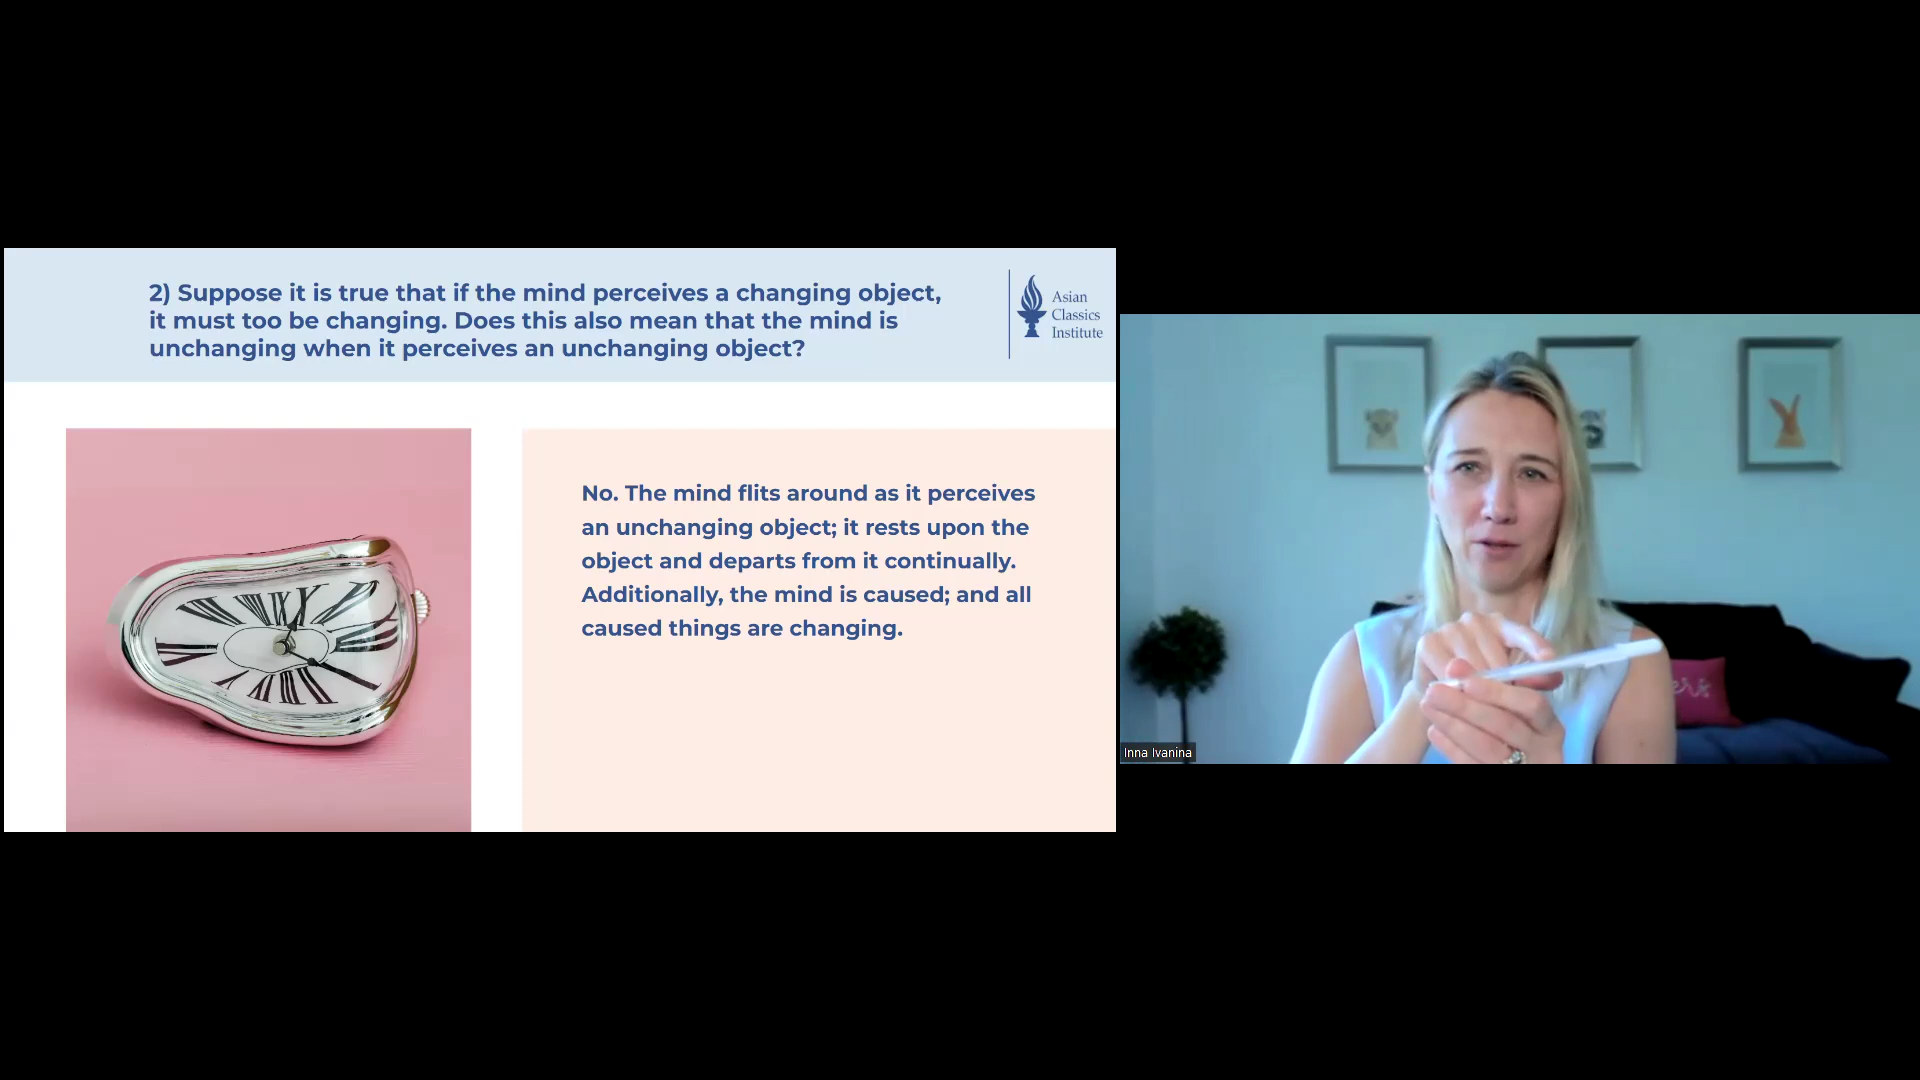 2) Suppose it is true that if the mind perceives a changing object,
it must too be changing. Does this also mean that the mind is
unchanging when it perceives an unchanging object?
Asian
Classics
Institute
No. The mind flits around as it perceives
an unchanging object; it rests upon the
object and departs from it continually.
Additionally, the mind is caused; and all
caused things are changing.
Inna Ivanina